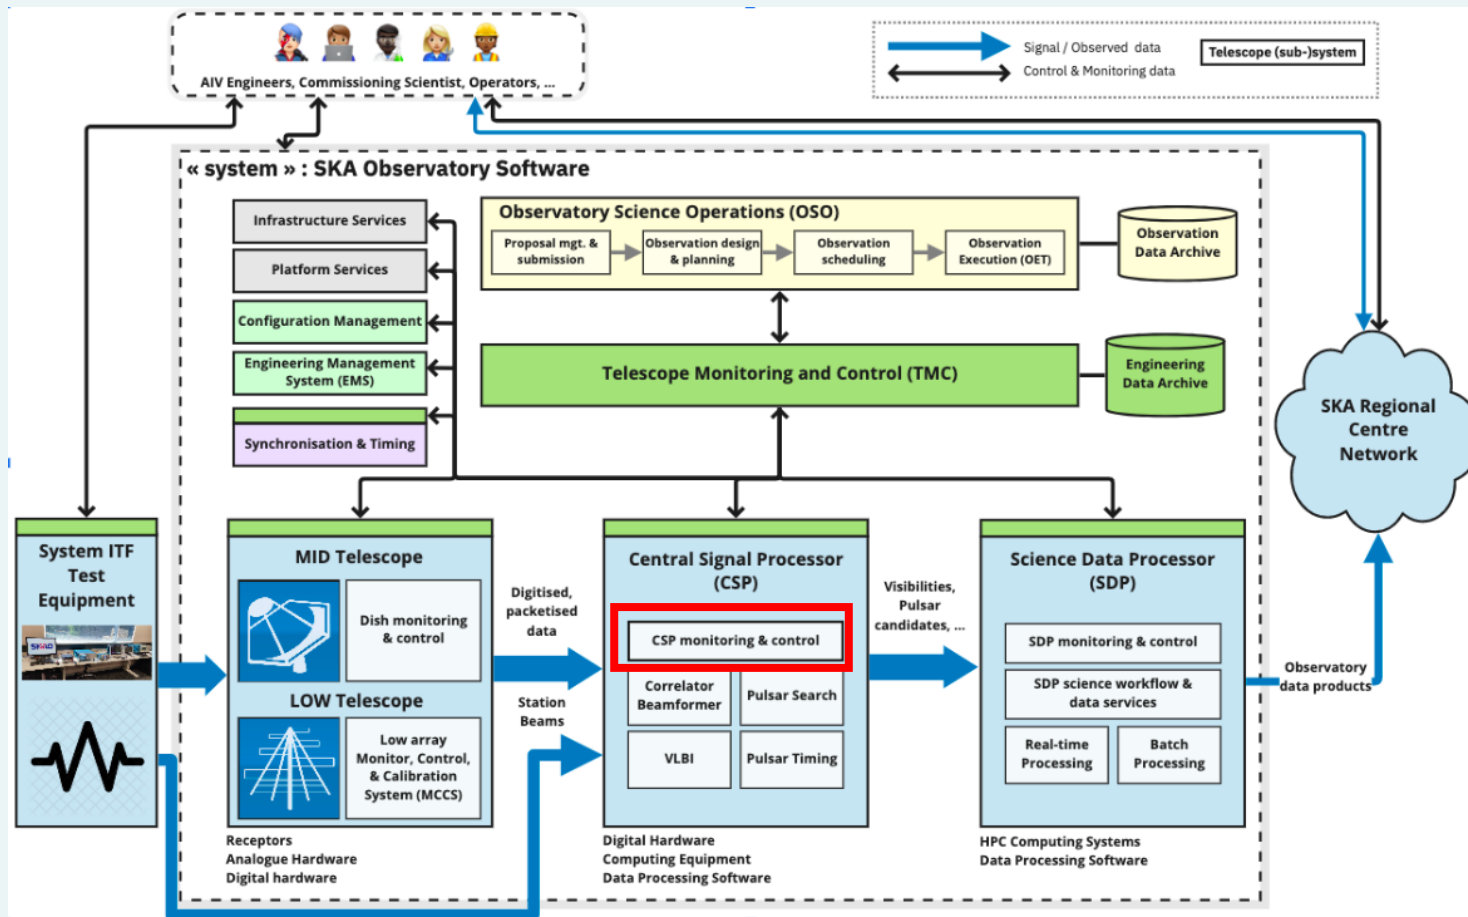 AIV Engineers, Commissioning Scientist, Operators, ...
Signal / Observed data
Control & Monitoring data
Telescope (sub-)system
« system » : SKA Observatory Software
Infrastructure Services
Platform Services
Configuration Management
Engineering Management
System (EMS)
Synchronisation & Timing
Observatory Science Operations (OSO)
Proposal mgt. &
submission
Observation design
& planning
Observation
scheduling
Observation
Execution (OET)
Observation
Data Archive
Telescope Monitoring and Control (TMC)
Engineering
Data Archive
SKA Regional
Centre
Network
System ITF
Test
Equipment
MID Telescope
Dish monitoring
& control
LOW Telescope
Low array
Monitor, Control,
& Calibration
System (MCCS)
Receptors
Analogue Hardware
Digital hardware
Digitised,
packetised
data
Station
Beams
Central Signal Processor
(CSP)
CSP monitoring & control
Correlator
Beamformer
Pulsar Search
VLBI
Pulsar Timing
Digital Hardware
Computing Equipment
Data Processing Software
Visibilities,
Pulsar
candidates, ...
Science Data Processor
(SDP)
SDP monitoring & control
SDP science workflow &
data services
Real-time
Processing
Batch
Processing
HPC Computing Systems
Data Processing Software
Observatory
data products